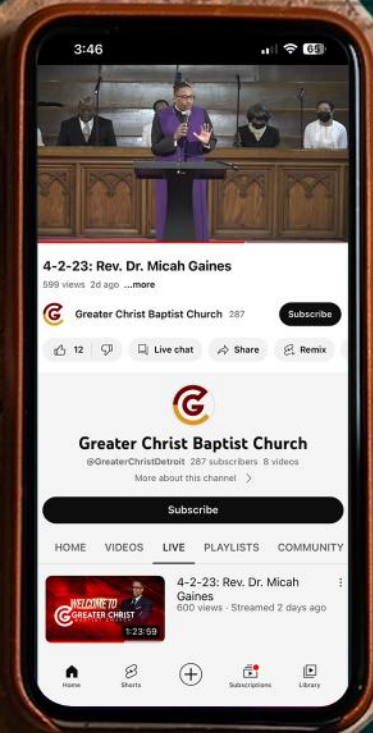 3:46
65
4-2-23: Rev. Dr. Micah Gaines
599 views 2d ago ...more
Greater Christ Baptist Church 287
Subscribe
12
Live chat
Share
Remix
Greater Christ Baptist Church
@GreaterChristDetroit 287 subscribers 8 videos
More about this channel
Subscribe
HOME VIDEOS LIVE PLAYLISTS COMMUNITY
WELCOME TO
GREATER CHRIST
BAPTIST CHURCH
1:23:59
4-2-23: Rev. Dr. Micah
Gaines
600 views · Streamed 2 days ago
Home
Shorts
Subscriptions
Library